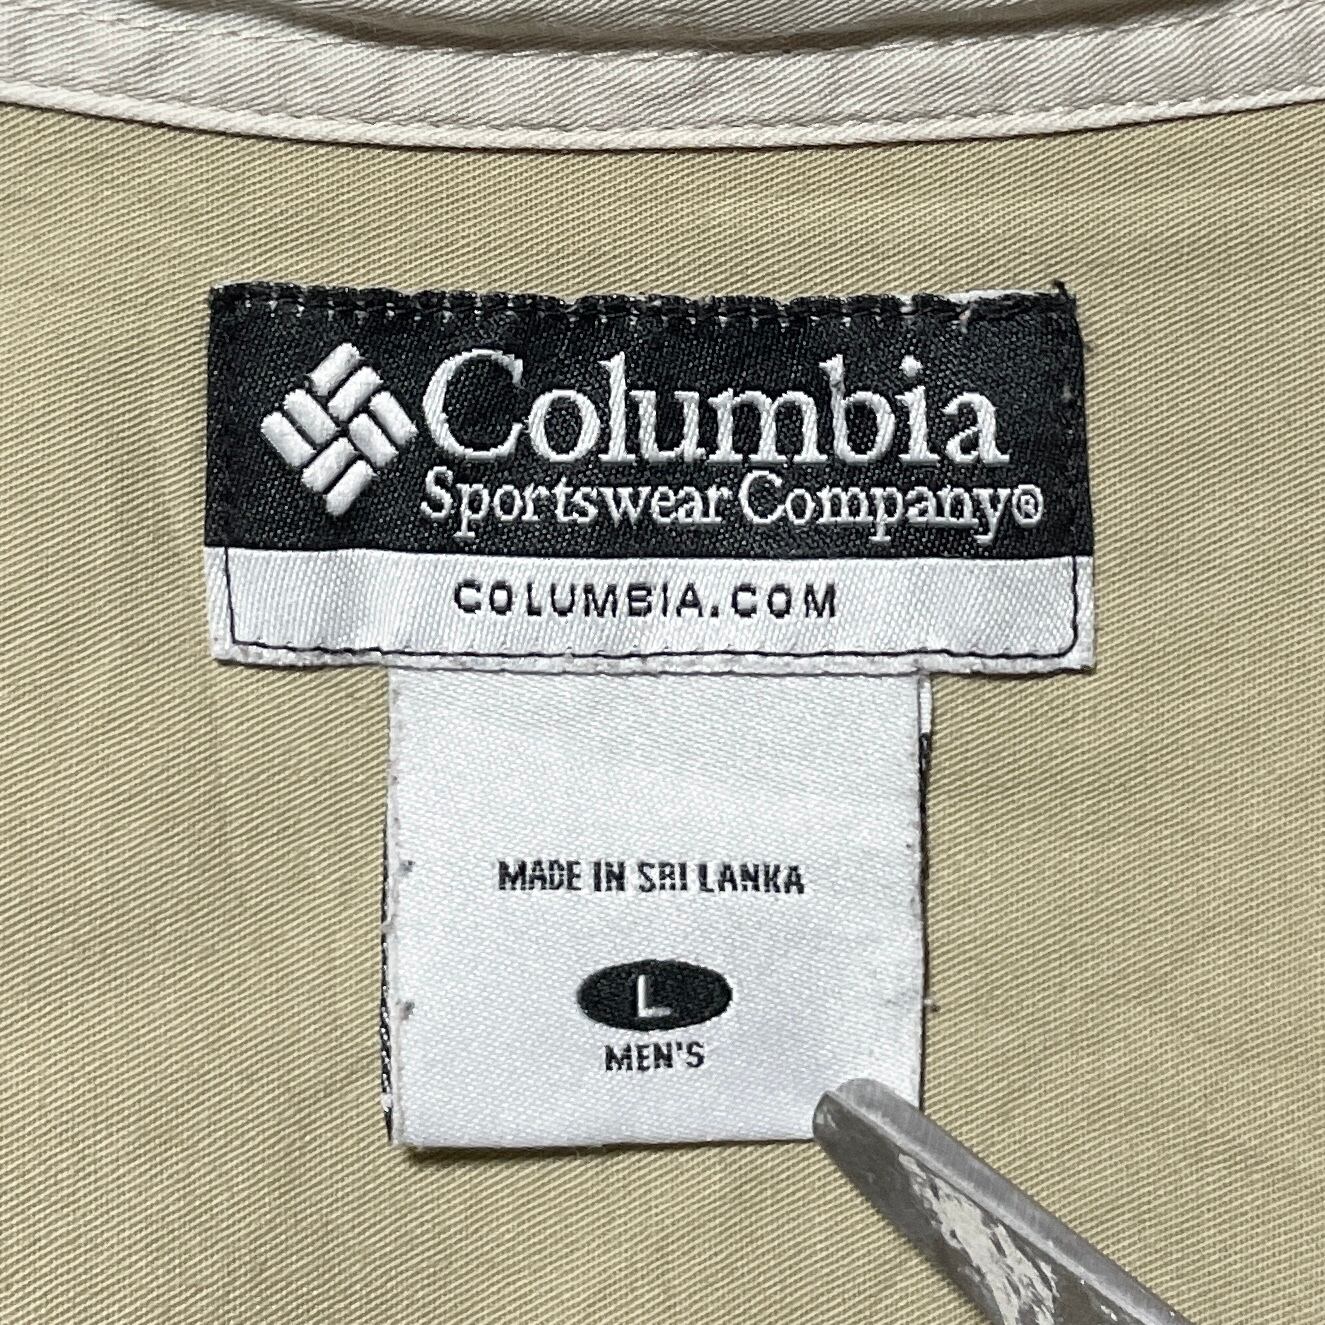 Columbia
Sportswear Company®
COLUMBIA.COM
MADE IN SRI LANKA
L
MEN'S